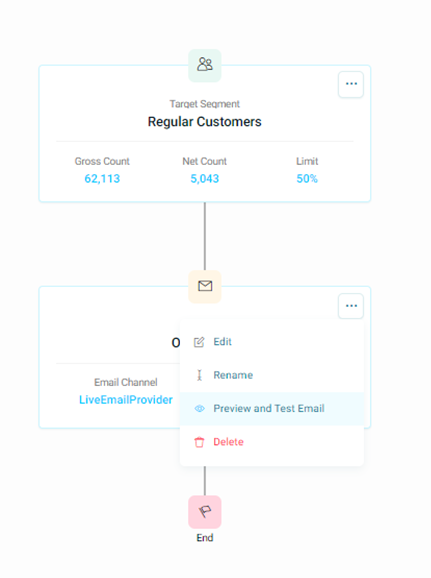 Target Segment
Regular Customers
Gross Count Net Count Limit
62,113 5,043 50%
Edit
Rename
Email Channel
LiveEmailProvider
Preview and Test Email
Delete
End